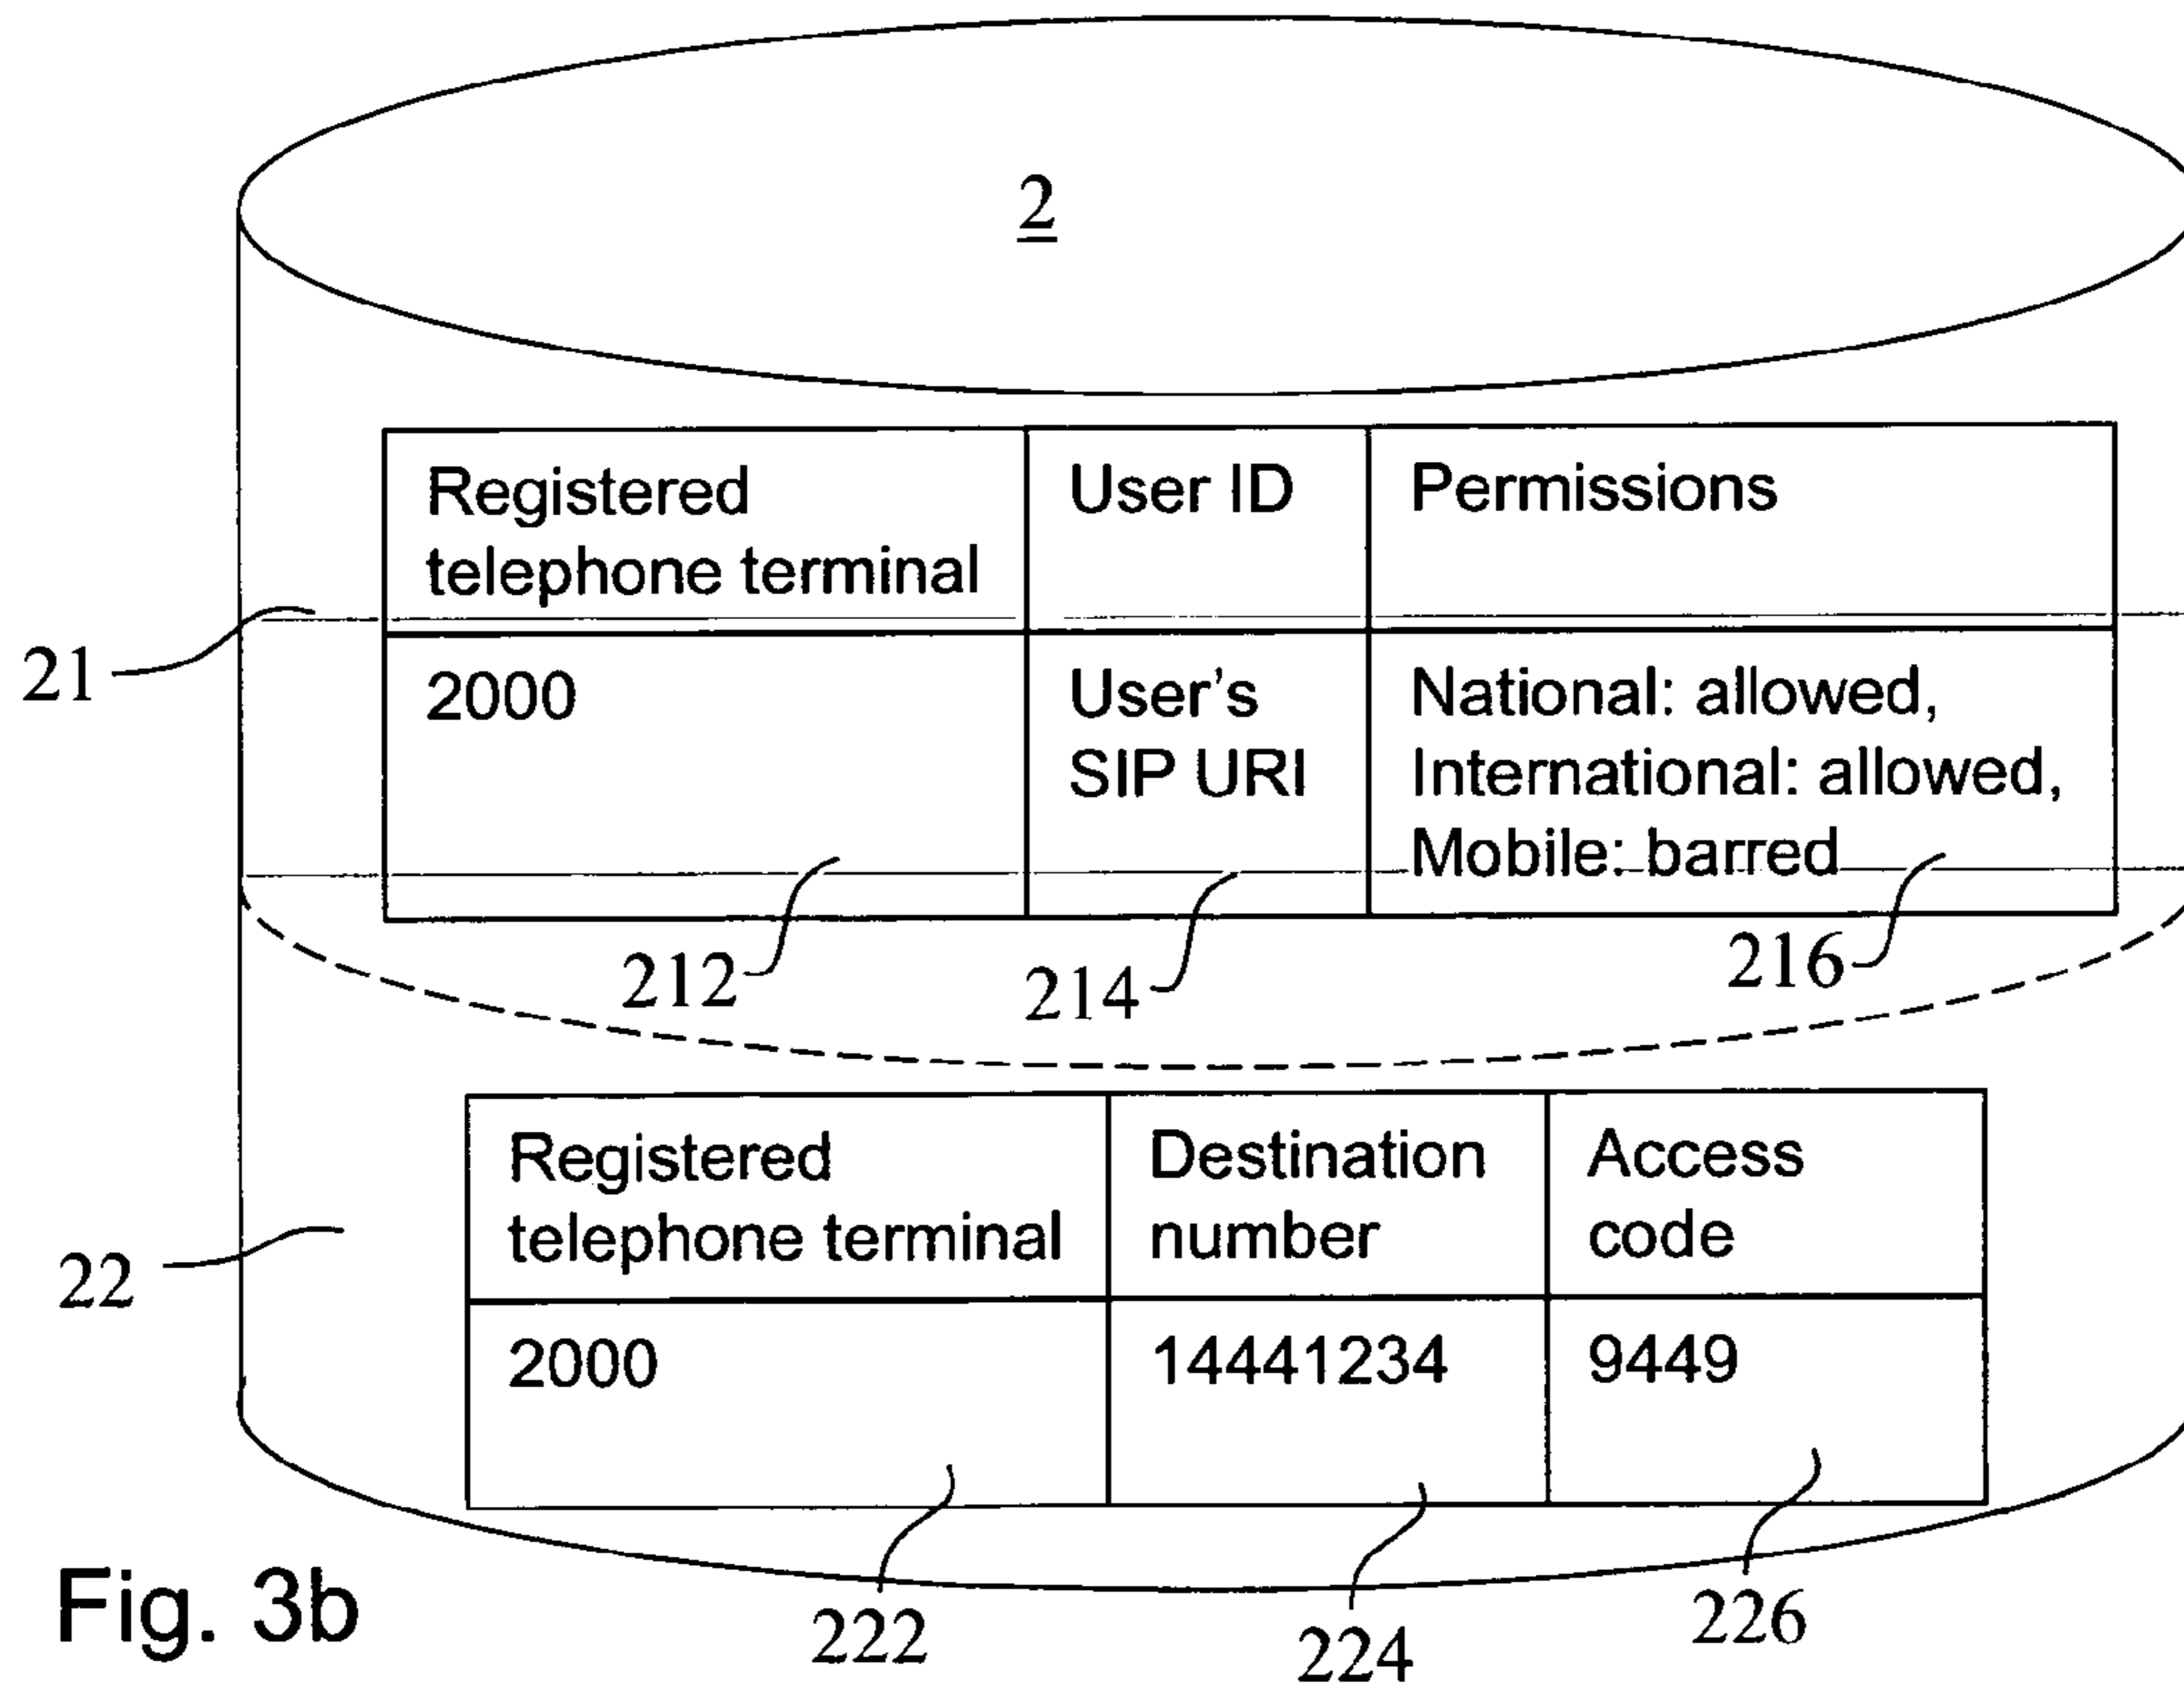 2
Registered
telephone terminal
User ID
Permissions
21
2000
User's
SIP URI
National: allowed,
International: allowed,
Mobile: barred
212
214
216
Registered
telephone terminal
Destination
number
Access
code
22
2000
14441234
9449
222
224
226
Fig. 3b